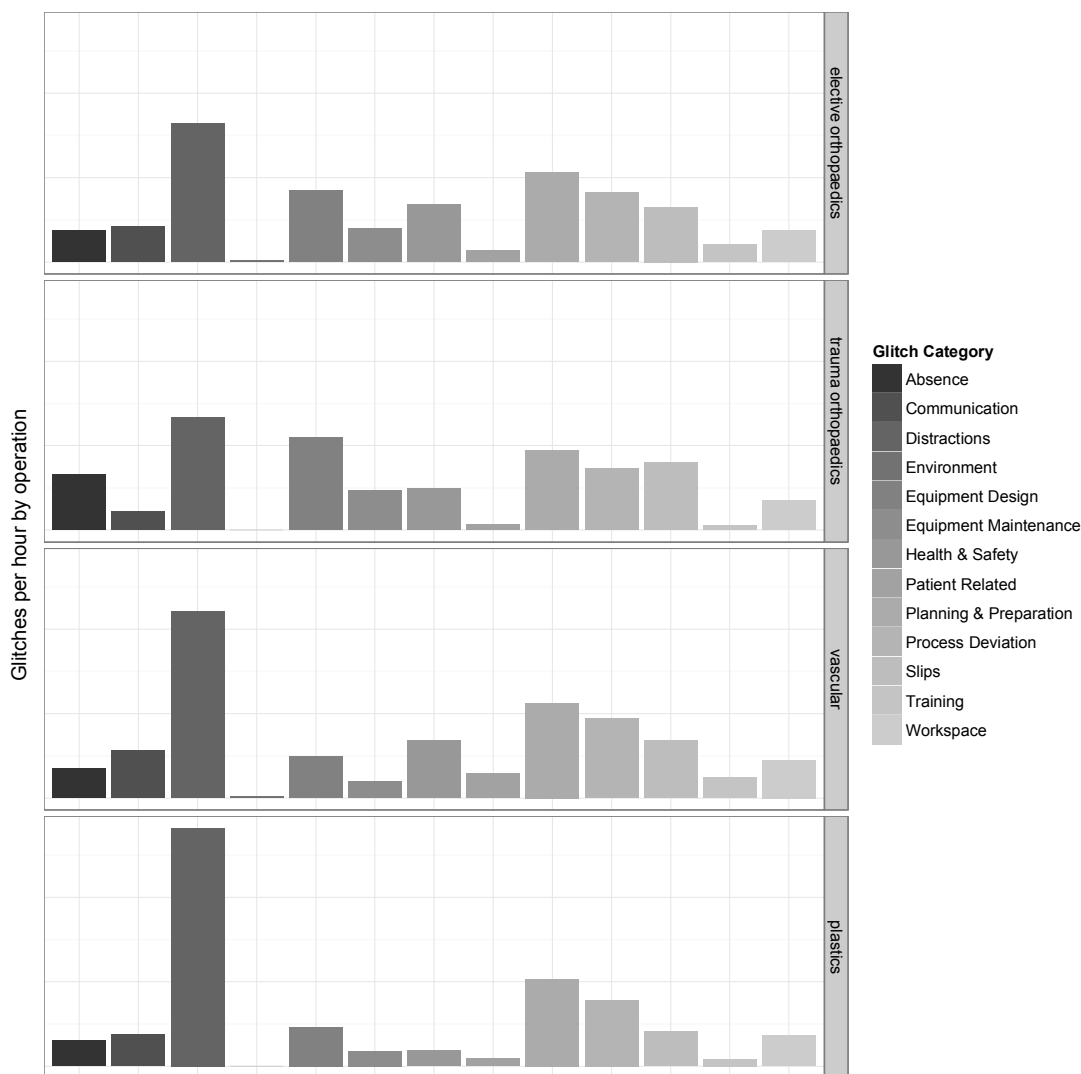 Glitches per hour by operation
elective orthopaedics
trauma orthopaedics
vascular
plastics
Glitch Category
Absence
Communication
Distractions
Environment
Equipment Design
Equipment Maintenance
Health & Safety
Patient Related
Planning & Preparation
Process Deviation
Slips
Training
Workspace